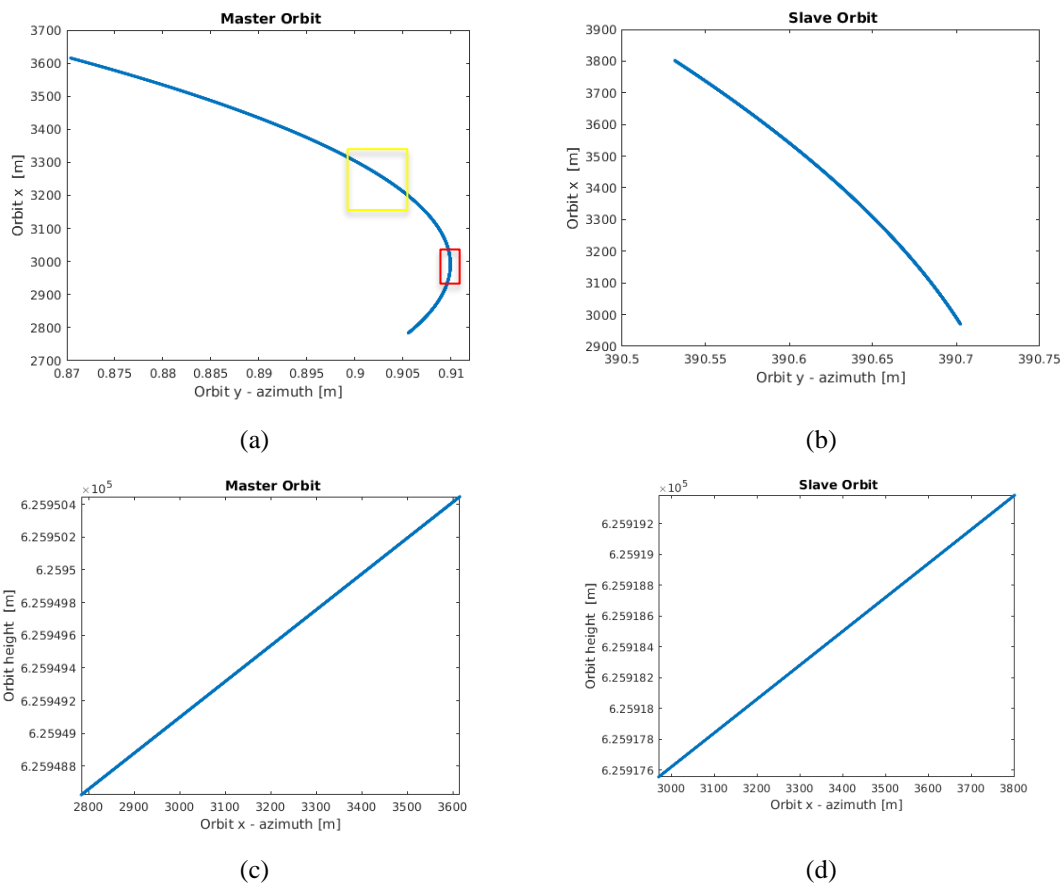 Master Orbit
3700
3600
3500
3400
3300
3200
3100
3000
2900
2800
2700
Orbit x [m]
0.87 0.875 0.88 0.885 0.89 0.895 0.9 0.905 0.91
Orbit y - azimuth [m]
(a)
Slave Orbit
3900
3800
3700
3600
3500
3400
3300
3200
3100
3000
2900
Orbit x [m]
390.5 390.55 390.6 390.65 390.7 390.75
Orbit y - azimuth [m]
(b)
×10⁵
Master Orbit
6.259504
6.259502
6.2595
6.259498
6.259496
6.259494
6.259492
6.25949
6.259488
Orbit height [m]
2800 2900 3000 3100 3200 3300 3400 3500 3600
Orbit x - azimuth [m]
(c)
×10⁵
Slave Orbit
6.259192
6.25919
6.259188
6.259186
6.259184
6.259182
6.25918
6.259178
6.259176
Orbit height [m]
3000 3100 3200 3300 3400 3500 3600 3700 3800
Orbit x - azimuth [m]
(d)